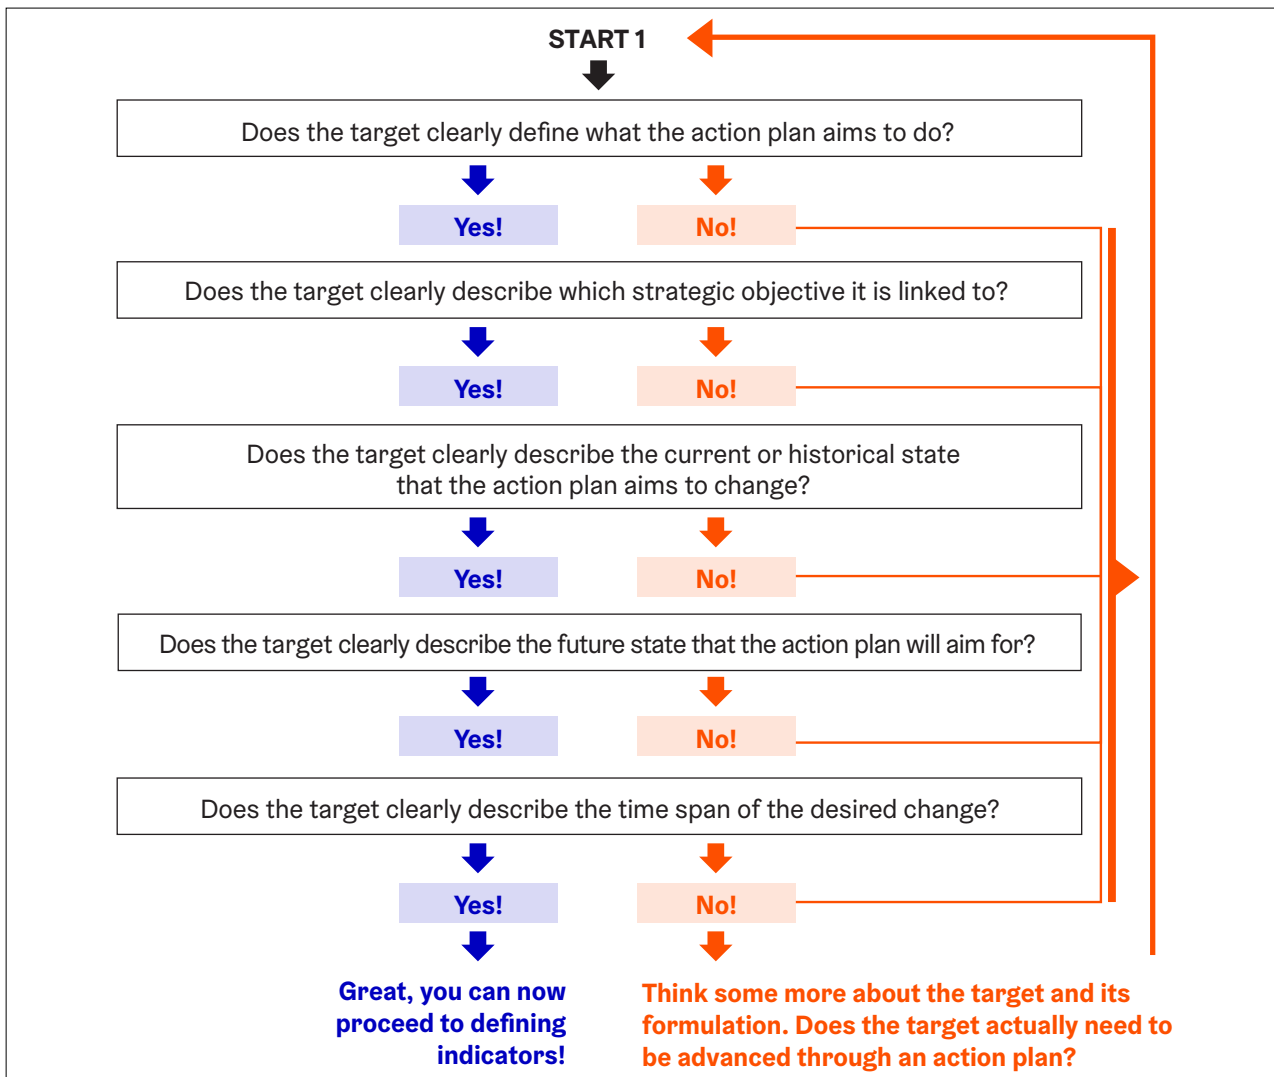 START 1
Does the target clearly define what the action plan aims to do?
Yes!
No!
Does the target clearly describe which strategic objective it is linked to?
Yes!
No!
Does the target clearly describe the current or historical state
that the action plan aims to change?
Yes!
No!
Does the target clearly describe the future state that the action plan will aim for?
Yes!
No!
Does the target clearly describe the time span of the desired change?
Yes!
No!
Great, you can now
proceed to defining
indicators!
Think some more about the target and its
formulation. Does the target actually need to
be advanced through an action plan?